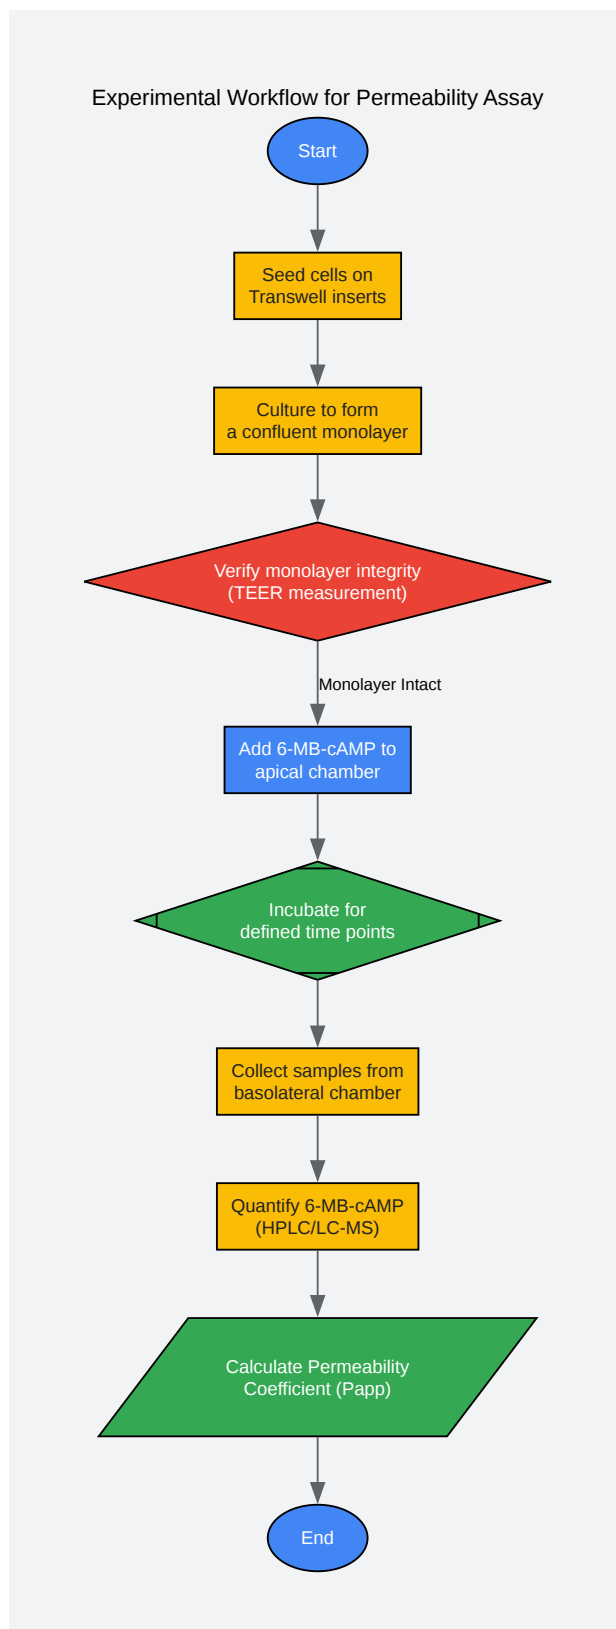 Experimental Workflow for Permeability Assay
Start
Seed cells on
Transwell inserts
Culture to form
a confluent monolayer
Verify monolayer integrity
(TEER measurement)
Monolayer Intact
Add 6-MB-cAMP to
apical chamber
Incubate for
defined time points
Collect samples from
basolateral chamber
Quantify 6-MB-cAMP
(HPLC/LC-MS)
Calculate Permeability
Coefficient (Papp)
End